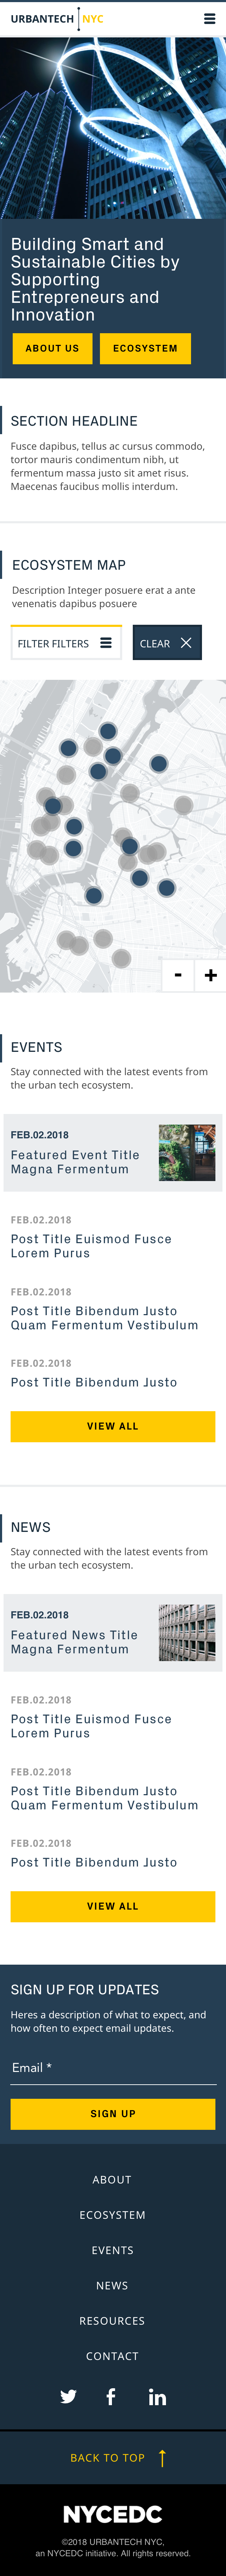 URBANTECH NYC
Building Smart and
Sustainable Cities by
Supporting
Entrepreneurs and
Innovation
ABOUT US ECOSYSTEM
SECTION HEADLINE
Fusce dapibus, tellus ac cursus commodo,
tortor mauris condimentum nibh, ut
fermentum massa justo sit amet risus.
Maecenas faucibus mollis interdum.
ECOSYSTEM MAP
Description Integer posuere erat a ante
venenatis dapibus posuere
FILTER FILTERS CLEAR
- +
EVENTS
Stay connected with the latest events from
the urban tech ecosystem.
FEB.02.2018
Featured Event Title
Magna Fermentum
FEB.02.2018
Post Title Euismod Fusce
Lorem Purus
FEB.02.2018
Post Title Bibendum Justo
Quam Fermentum Vestibulum
FEB.02.2018
Post Title Bibendum Justo
VIEW ALL
NEWS
Stay connected with the latest events from
the urban tech ecosystem.
FEB.02.2018
Featured News Title
Magna Fermentum
FEB.02.2018
Post Title Euismod Fusce
Lorem Purus
FEB.02.2018
Post Title Bibendum Justo
Quam Fermentum Vestibulum
FEB.02.2018
Post Title Bibendum Justo
VIEW ALL
SIGN UP FOR UPDATES
Heres a description of what to expect, and
how often to expect email updates.
Email *
SIGN UP
ABOUT
ECOSYSTEM
EVENTS
NEWS
RESOURCES
CONTACT
BACK TO TOP
NYCEDC
©2018 URBANTECH NYC,
an NYCEDC initiative. All rights reserved.